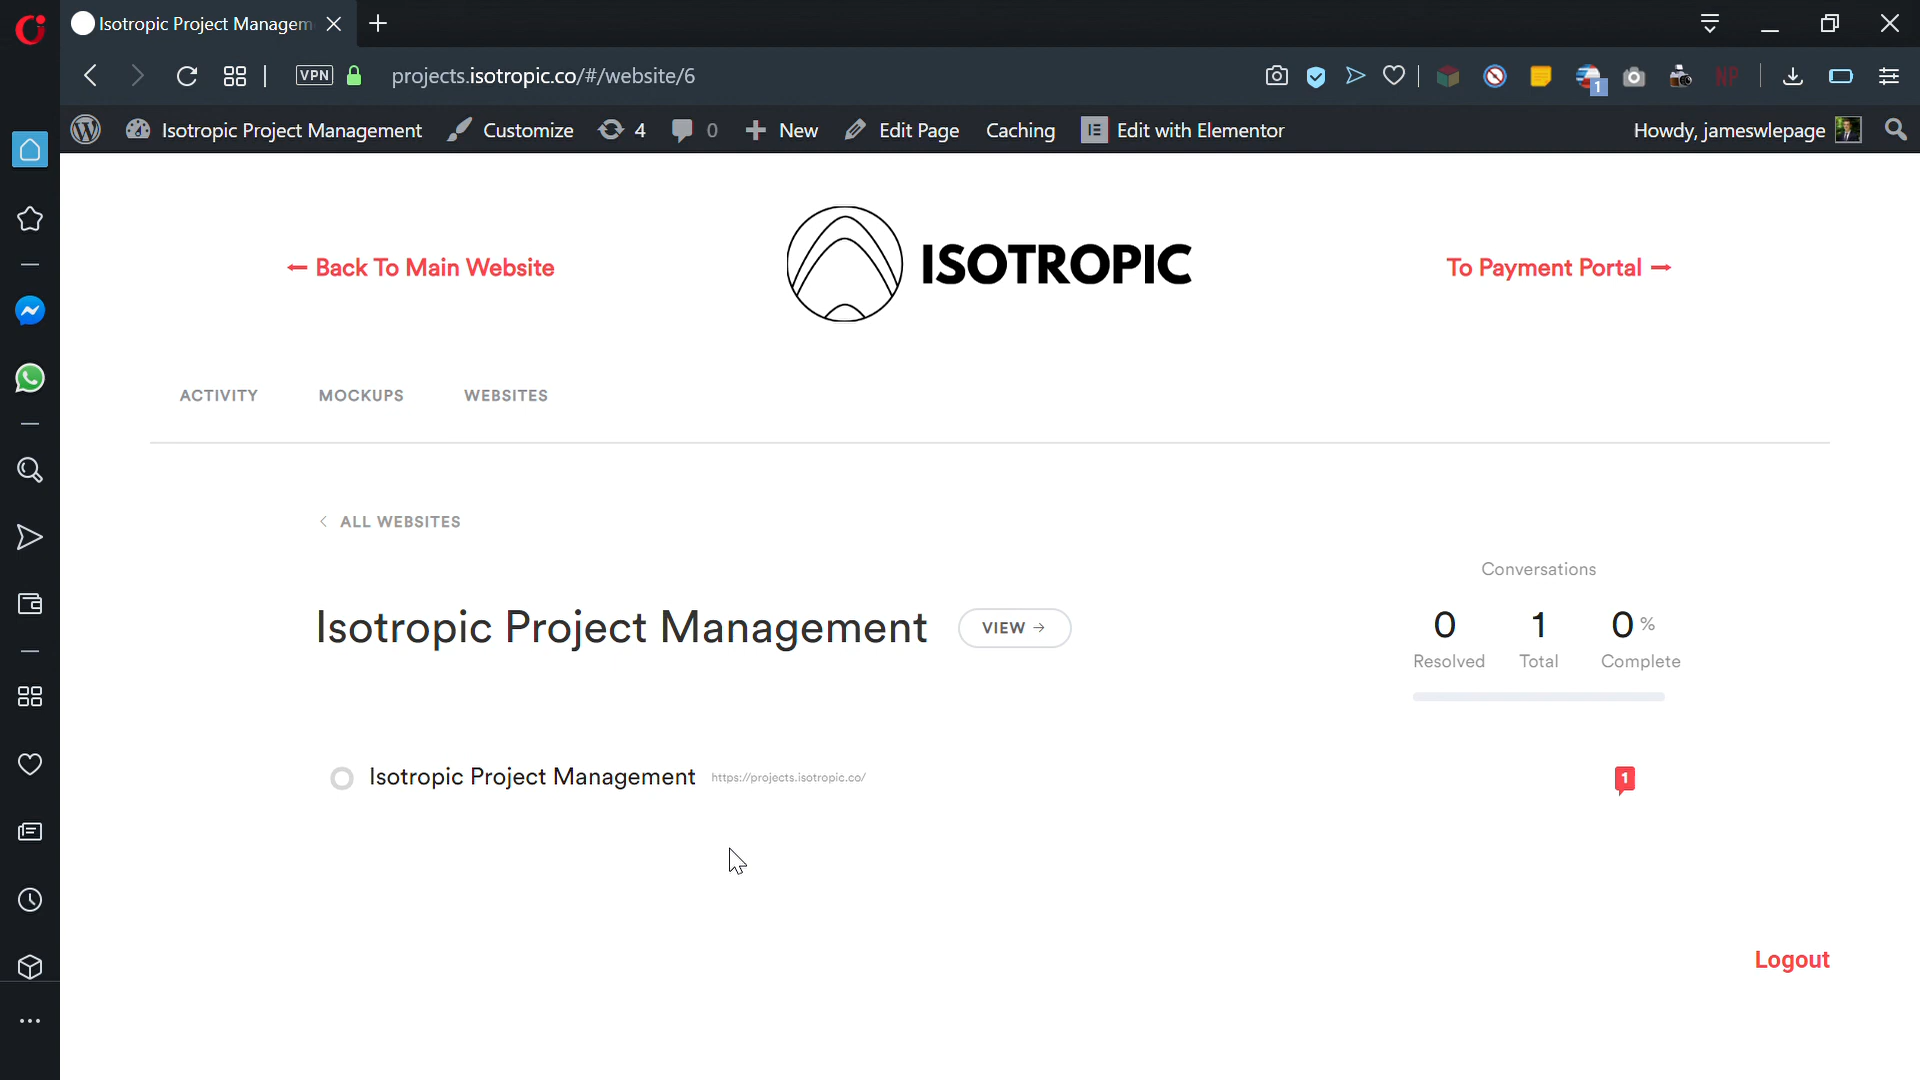 Isotropic Project Managem
VPN projects.isotropic.co/#/website/6 1 NP
Isotropic Project Management Customize 4 0 New Edit Page Caching Edit with Elementor Howdy, jameswlepage
← Back To Main Website ISOTROPIC To Payment Portal →
ACTIVITY MOCKUPS WEBSITES
< ALL WEBSITES
Conversations
Isotropic Project Management VIEW → 0 1 0 %
Resolved Total Complete
Isotropic Project Management https://projects.isotropic.co/ 1
Logout